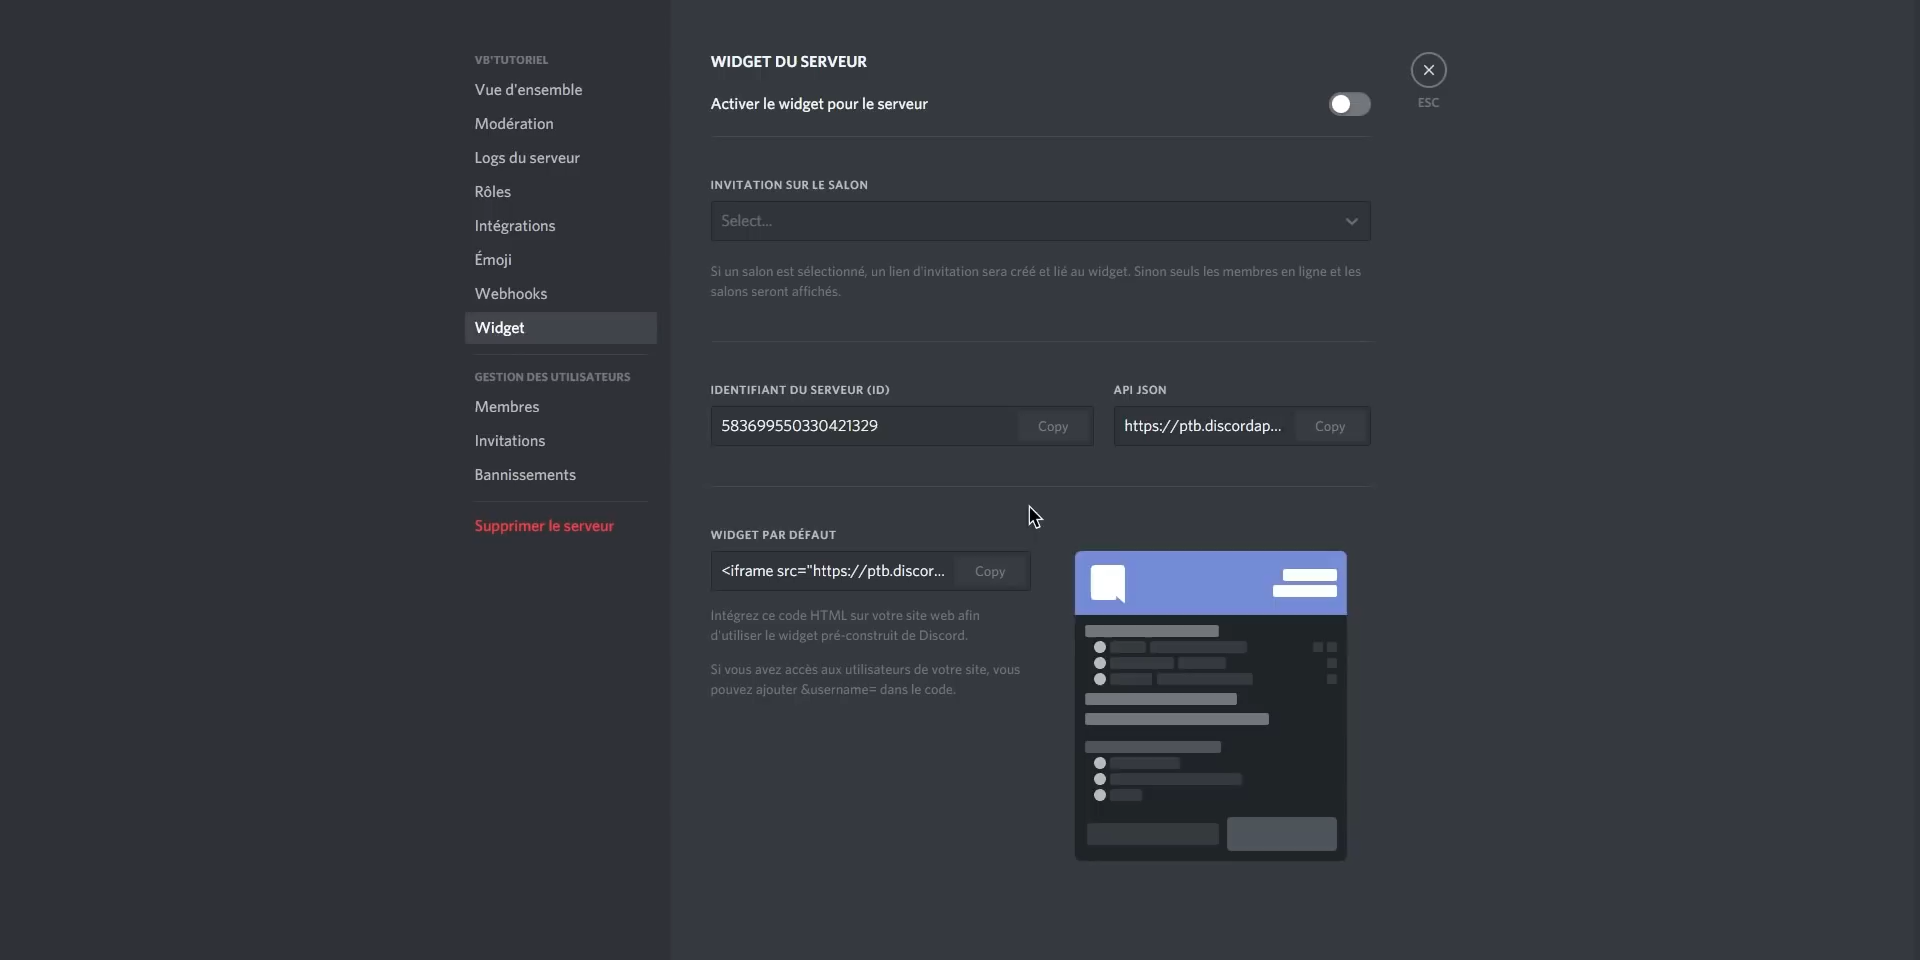 VB'TUTORIEL
Vue d'ensemble
Modération
Logs du serveur
Rôles
Intégrations
Émoji
Webhooks
Widget
GESTION DES UTILISATEURS
Membres
Invitations
Bannissements
Supprimer le serveur
WIDGET DU SERVEUR
Activer le widget pour le serveur
ESC
INVITATION SUR LE SALON
Select...
Si un salon est sélectionné, un lien d'invitation sera créé et lié au widget. Sinon seuls les membres en ligne et les
salons seront affichés.
IDENTIFIANT DU SERVEUR (ID)
583699550330421329
Copy
API JSON
https://ptb.discordap...
Copy
WIDGET PAR DÉFAUT
<iframe src="https://ptb.discor...
Copy
Intégrez ce code HTML sur votre site web afin
d'utiliser le widget pré-construit de Discord.
Si vous avez accès aux utilisateurs de votre site, vous
pouvez ajouter &username= dans le code.